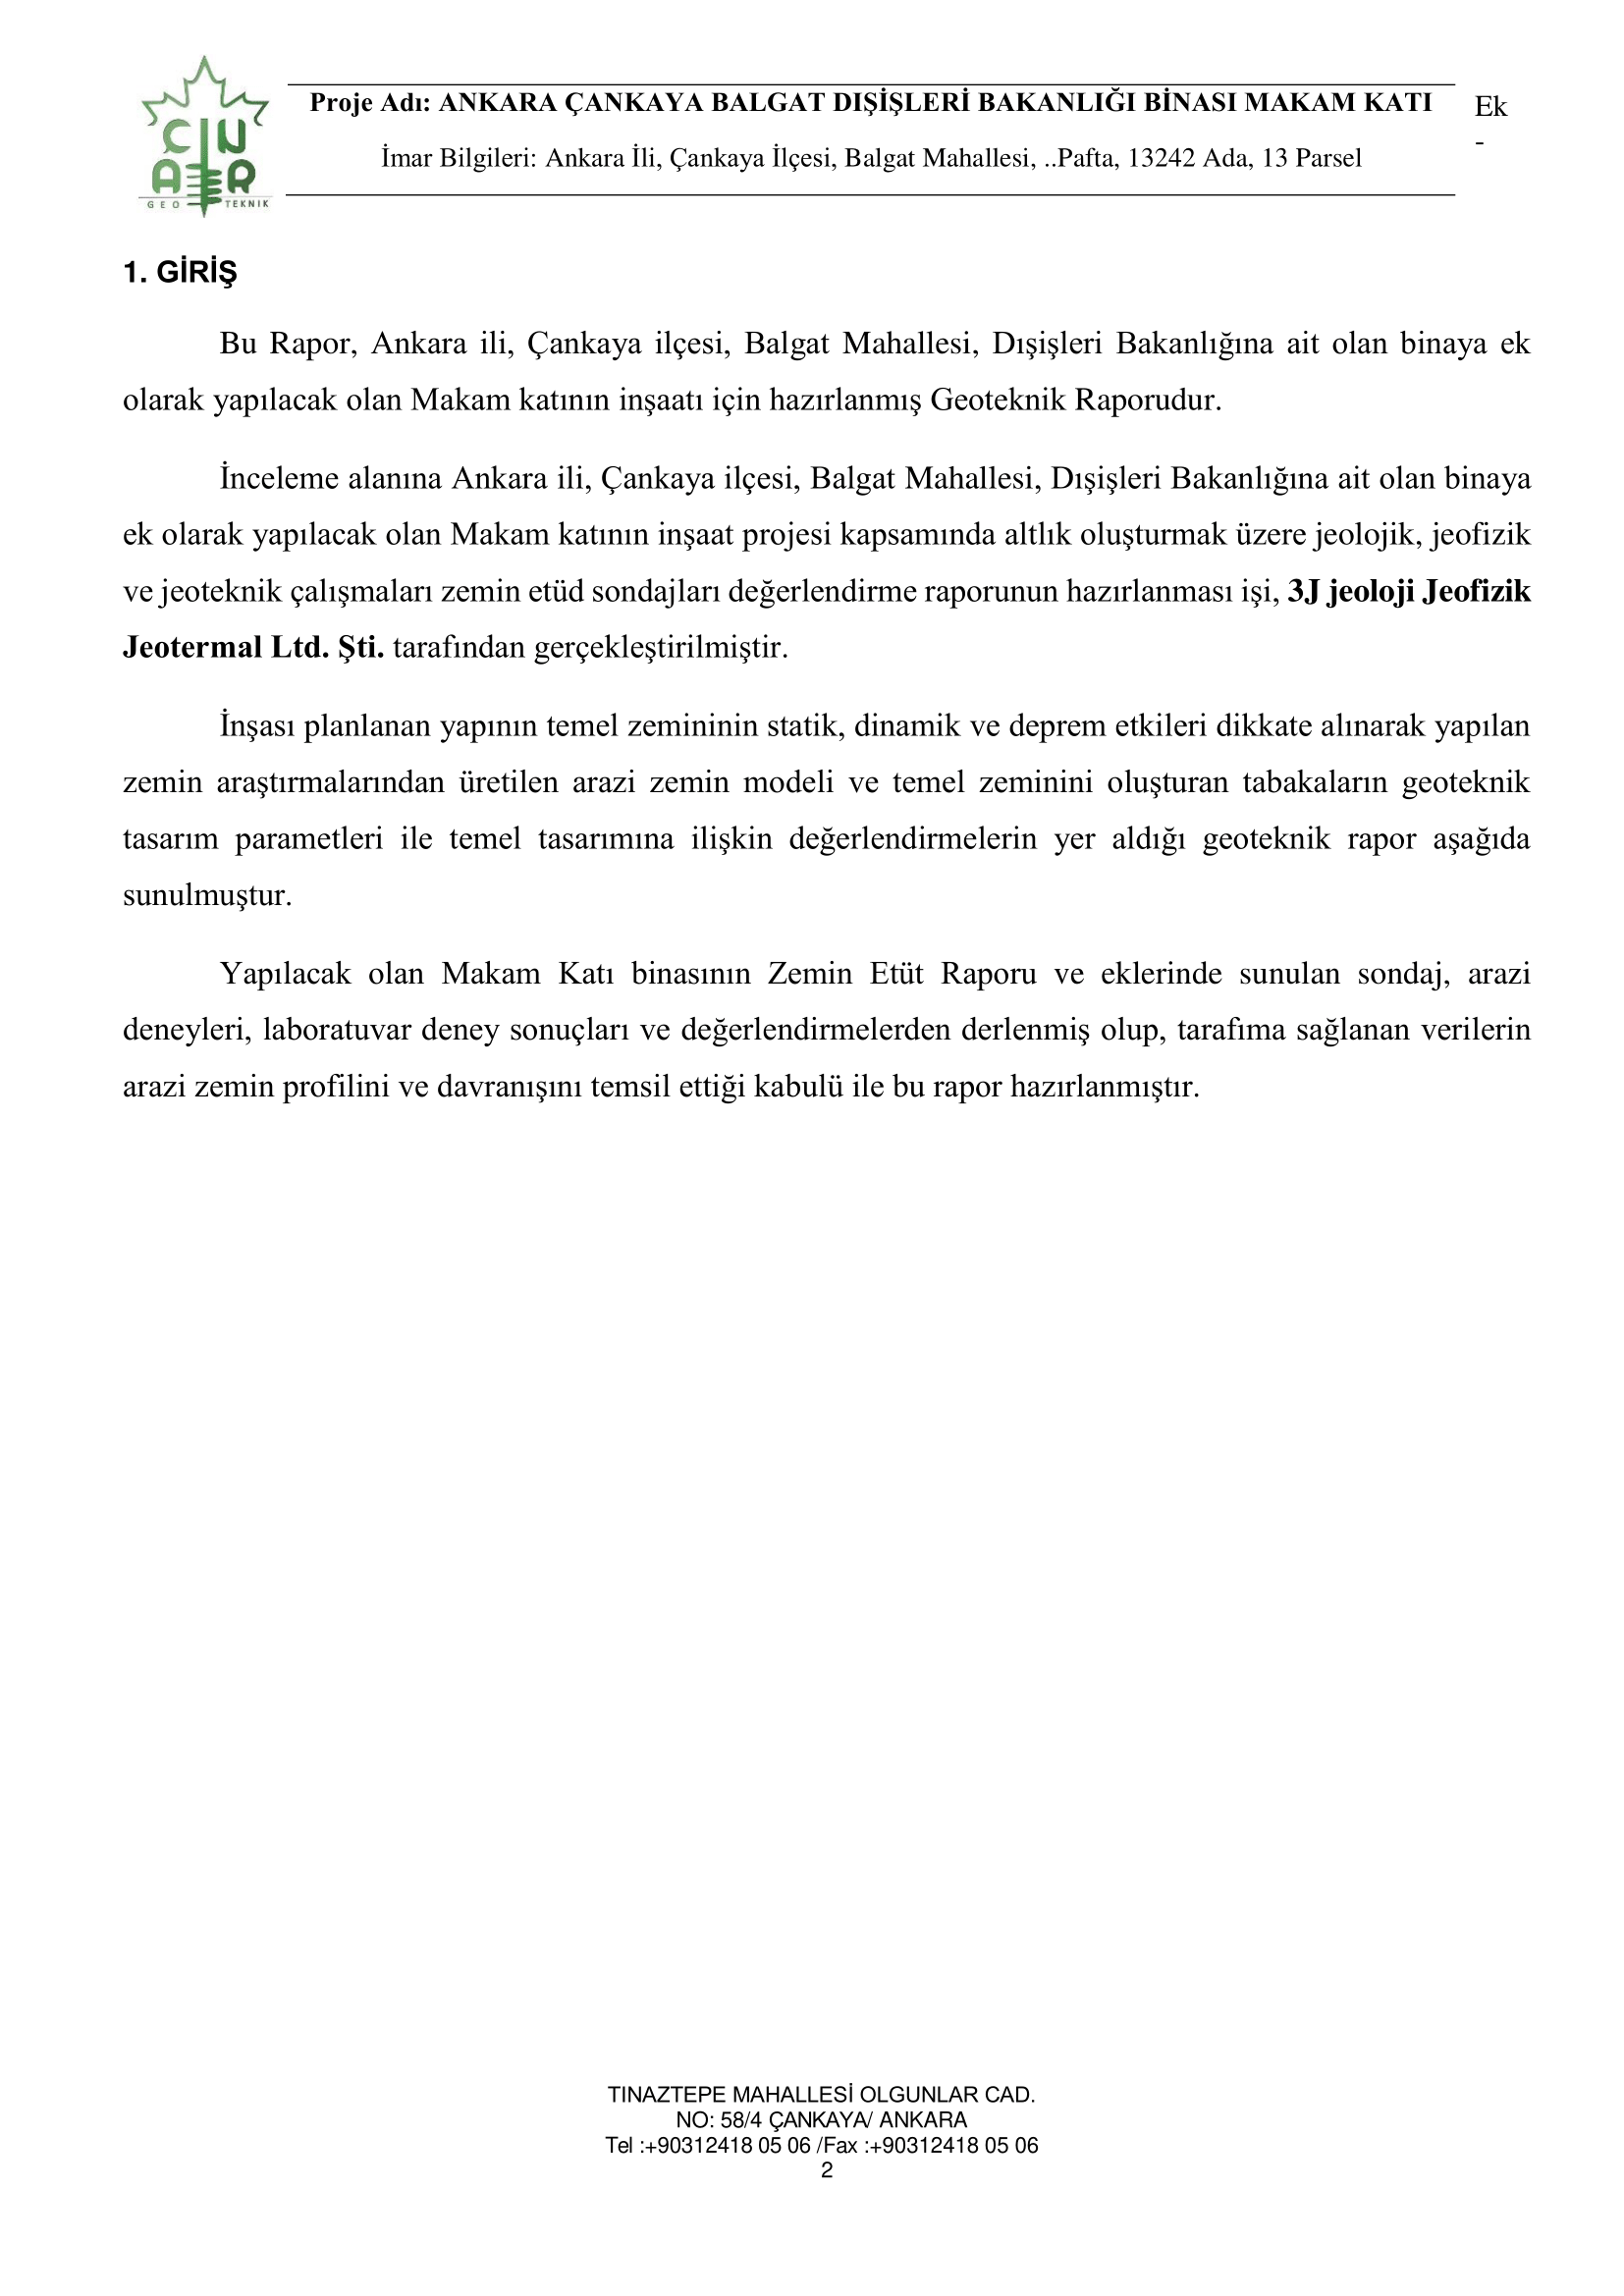 ÇINAR
GEO TEKNIK
Proje Adı: ANKARA ÇANKAYA BALGAT DIŞİŞLERİ BAKANLIĞI BİNASI MAKAM KATI
İmar Bilgileri: Ankara İli, Çankaya İlçesi, Balgat Mahallesi, ..Pafta, 13242 Ada, 13 Parsel
Ek
-
1. GİRİŞ
Bu Rapor, Ankara ili, Çankaya ilçesi, Balgat Mahallesi, Dışişleri Bakanlığına ait olan binaya ek
olarak yapılacak olan Makam katının inşaatı için hazırlanmış Geoteknik Raporudur.
İnceleme alanına Ankara ili, Çankaya ilçesi, Balgat Mahallesi, Dışişleri Bakanlığına ait olan binaya
ek olarak yapılacak olan Makam katının inşaat projesi kapsamında altlık oluşturmak üzere jeolojik, jeofizik
ve jeoteknik çalışmaları zemin etüd sondajları değerlendirme raporunun hazırlanması işi, 3J jeoloji Jeofizik
Jeotermal Ltd. Şti. tarafından gerçekleştirilmiştir.
İnşası planlanan yapının temel zemininin statik, dinamik ve deprem etkileri dikkate alınarak yapılan
zemin araştırmalarından üretilen arazi zemin modeli ve temel zeminini oluşturan tabakaların geoteknik
tasarım parametleri ile temel tasarımına ilişkin değerlendirmelerin yer aldığı geoteknik rapor aşağıda
sunulmuştur.
Yapılacak olan Makam Katı binasının Zemin Etüt Raporu ve eklerinde sunulan sondaj, arazi
deneyleri, laboratuvar deney sonuçları ve değerlendirmelerden derlenmiş olup, tarafıma sağlanan verilerin
arazi zemin profilini ve davranışını temsil ettiği kabulü ile bu rapor hazırlanmıştır.
TINAZTEPE MAHALLESİ OLGUNLAR CAD.
NO: 58/4 ÇANKAYA/ ANKARA
Tel :+90312418 05 06 /Fax :+90312418 05 06
2